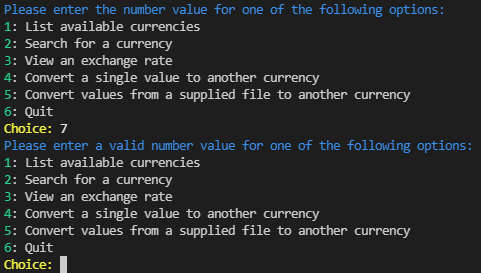 Please enter the number value for one of the following options:
1: List available currencies
2: Search for a currency
3: View an exchange rate
4: Convert a single value to another currency
5: Convert values from a supplied file to another currency
6: Quit
Choice: 7
Please enter a valid number value for one of the following options:
1: List available currencies
2: Search for a currency
3: View an exchange rate
4: Convert a single value to another currency
5: Convert values from a supplied file to another currency
6: Quit
Choice: